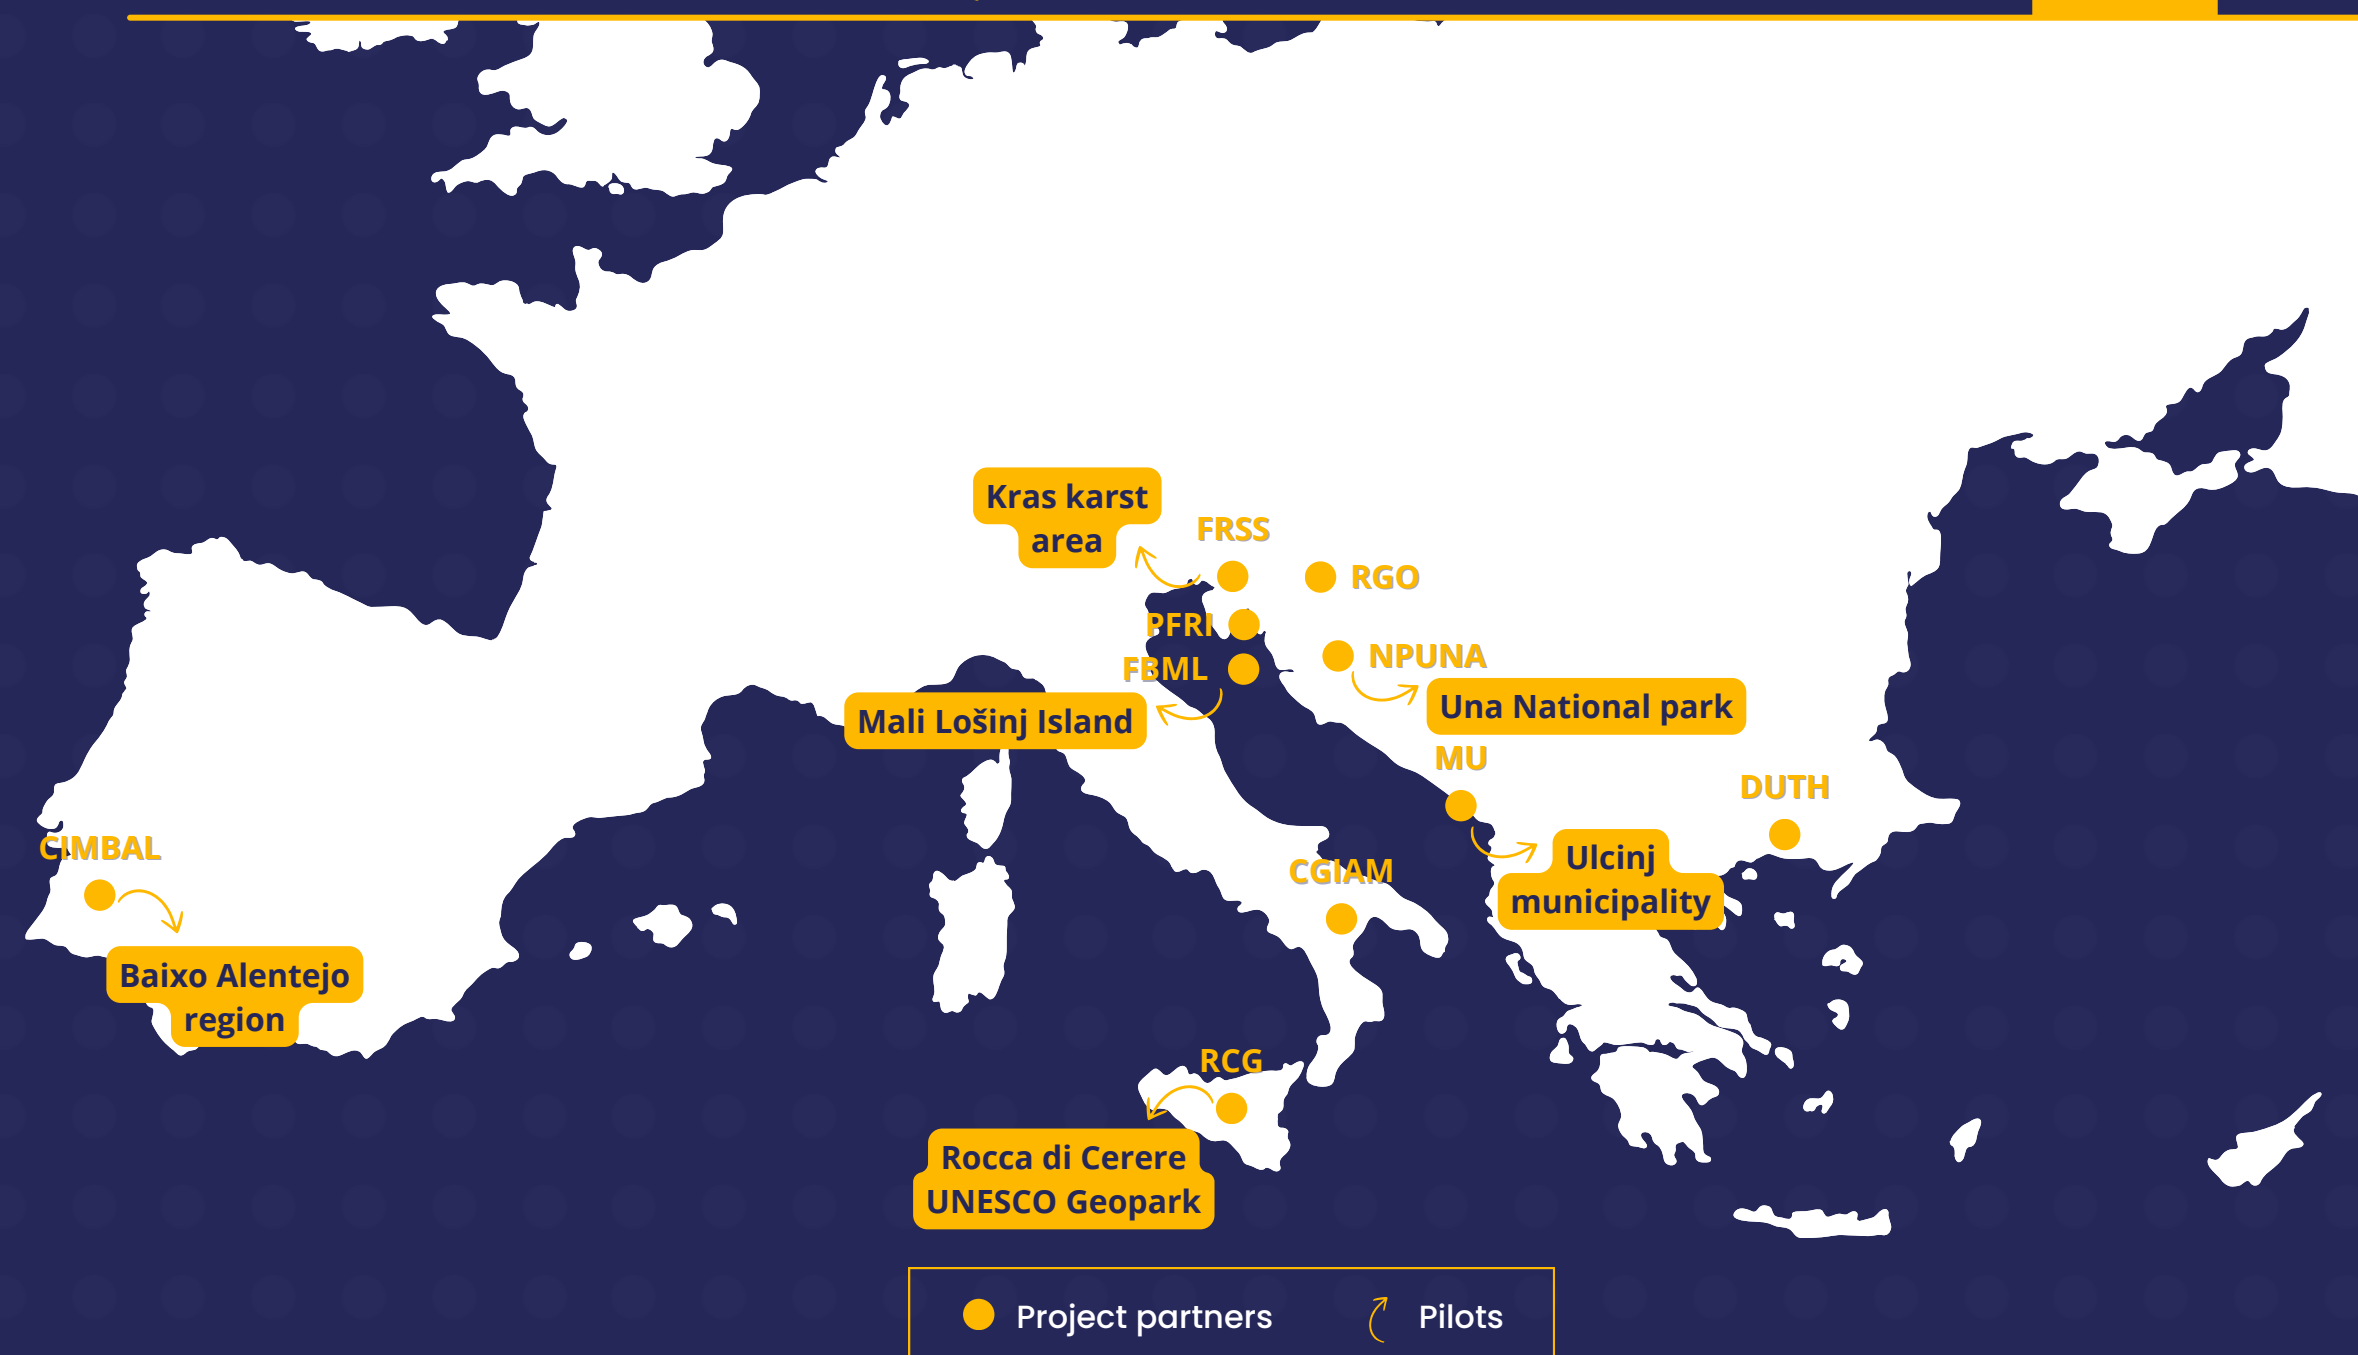 Kras karst
area
FRSS
RGO
PFRI
FBML
NPUNA
Mali Lošinj Island
Una National park
MU
DUTH
CIMBAL
Ulcinj
municipality
CGIAM
Baixo Alentejo
region
RCG
Rocca di Cerere
UNESCO Geopark
Project partners
Pilots